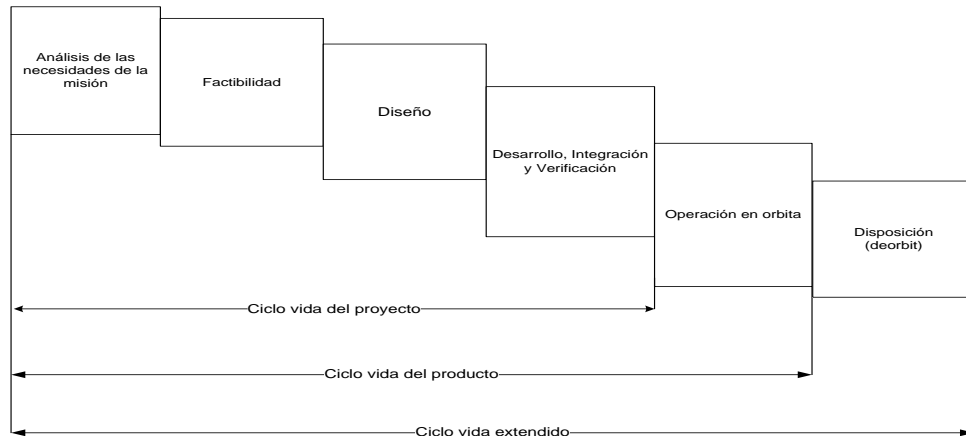 Análisis de las
necesidades de la
misión
Factibilidad
Diseño
Desarrollo, Integración
y Verificación
Operación en orbita
Disposición
(deorbit)
Ciclo vida del proyecto
Ciclo vida del producto
Ciclo vida extendido